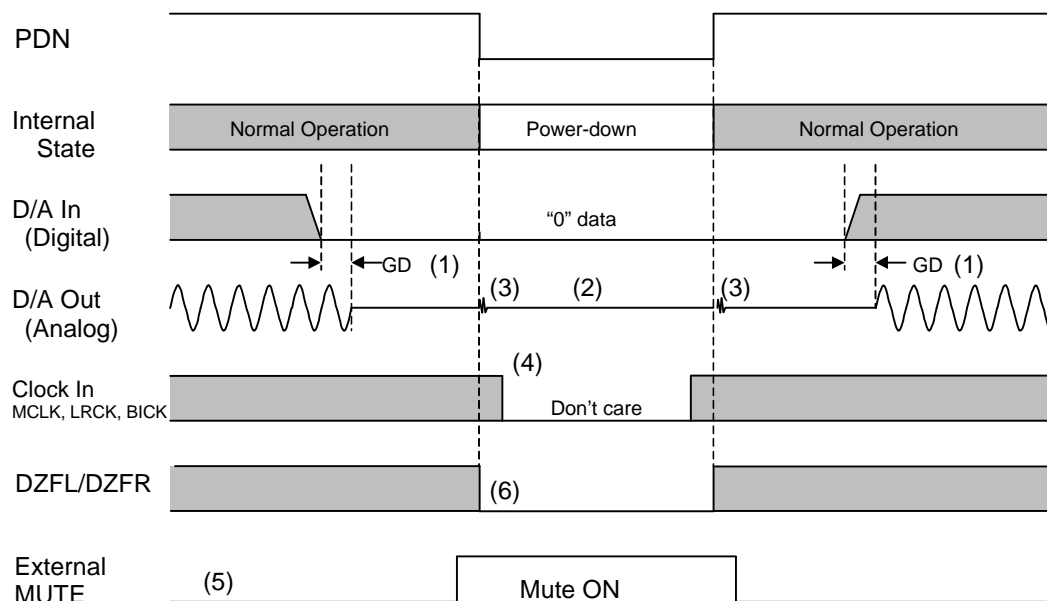 PDN
Internal
State
Normal Operation
Power-down
Normal Operation
D/A In
(Digital)
“0” data
GD (1)
GD (1)
D/A Out
(Analog)
(3)
(2)
(3)
Clock In
MCLK, LRCK, BICK
(4)
Don’t care
DZFL/DZFR
(6)
External
MUTE
(5)
Mute ON